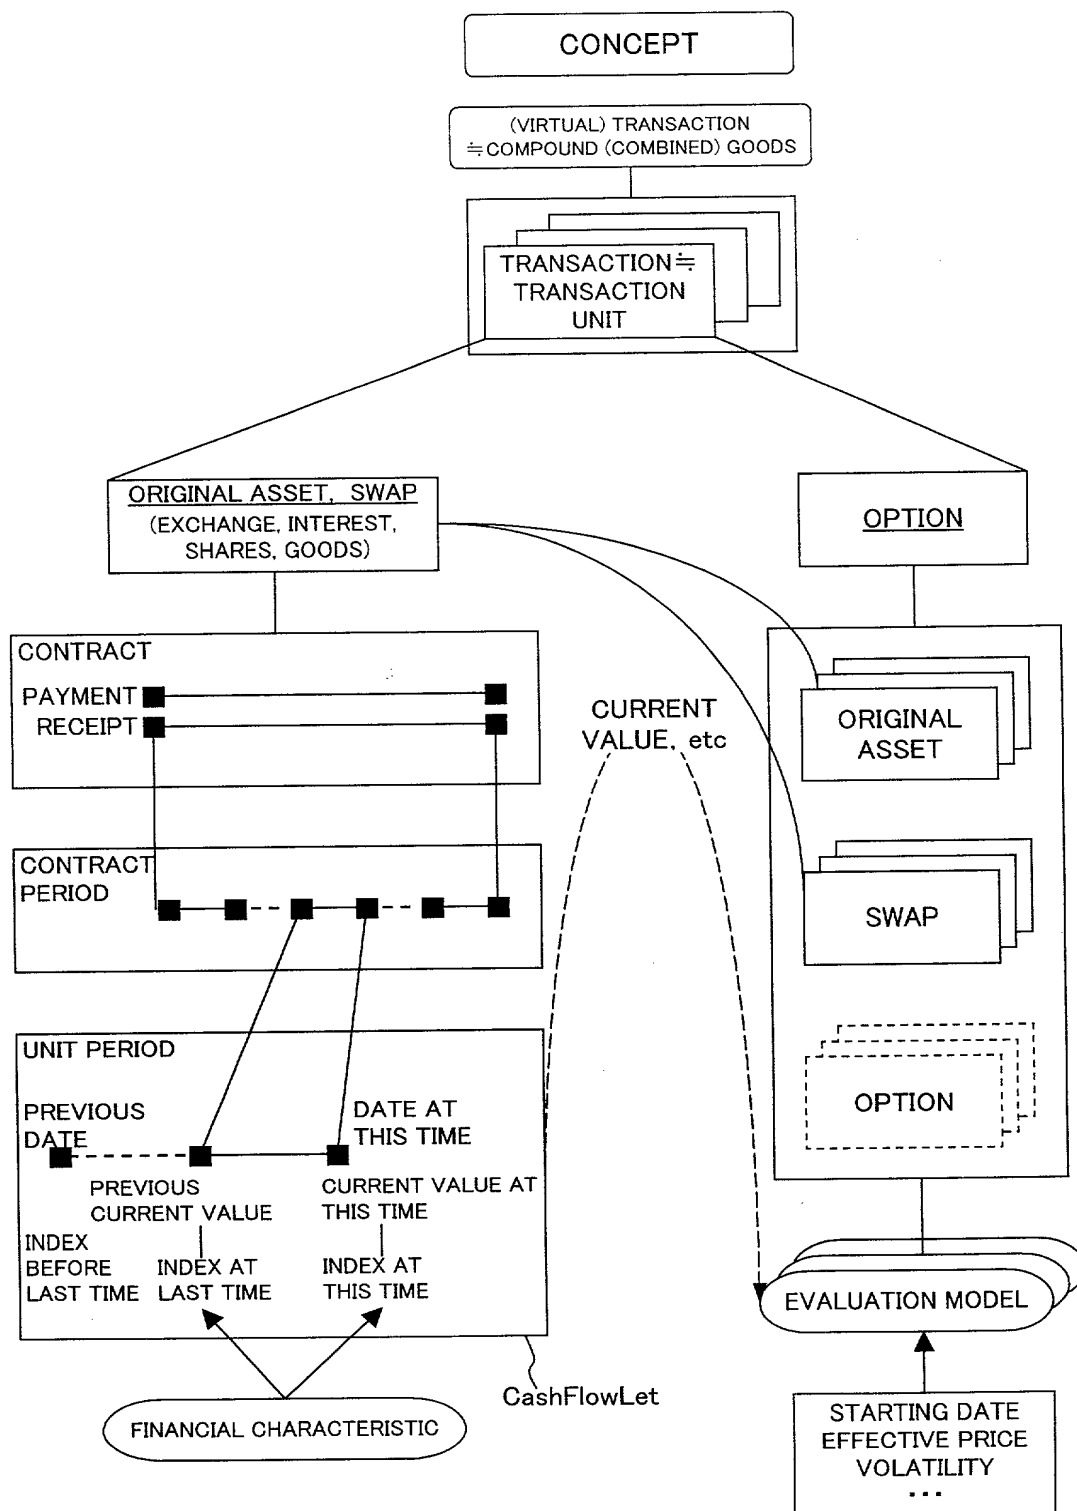 CONCEPT
(VIRTUAL) TRANSACTION
≒COMPOUND (COMBINED) GOODS
TRANSACTION≒
TRANSACTION
UNIT
ORIGINAL ASSET, SWAP
(EXCHANGE, INTEREST,
SHARES, GOODS)
OPTION
CONTRACT
PAYMENT
RECEIPT
CURRENT
VALUE, etc
ORIGINAL
ASSET
CONTRACT
PERIOD
SWAP
UNIT PERIOD
PREVIOUS
DATE
DATE AT
THIS TIME
OPTION
PREVIOUS
CURRENT VALUE
CURRENT VALUE AT
THIS TIME
INDEX
BEFORE
LAST TIME
INDEX AT
LAST TIME
INDEX AT
THIS TIME
EVALUATION MODEL
CashFlowLet
FINANCIAL CHARACTERISTIC
STARTING DATE
EFFECTIVE PRICE
VOLATILITY
...